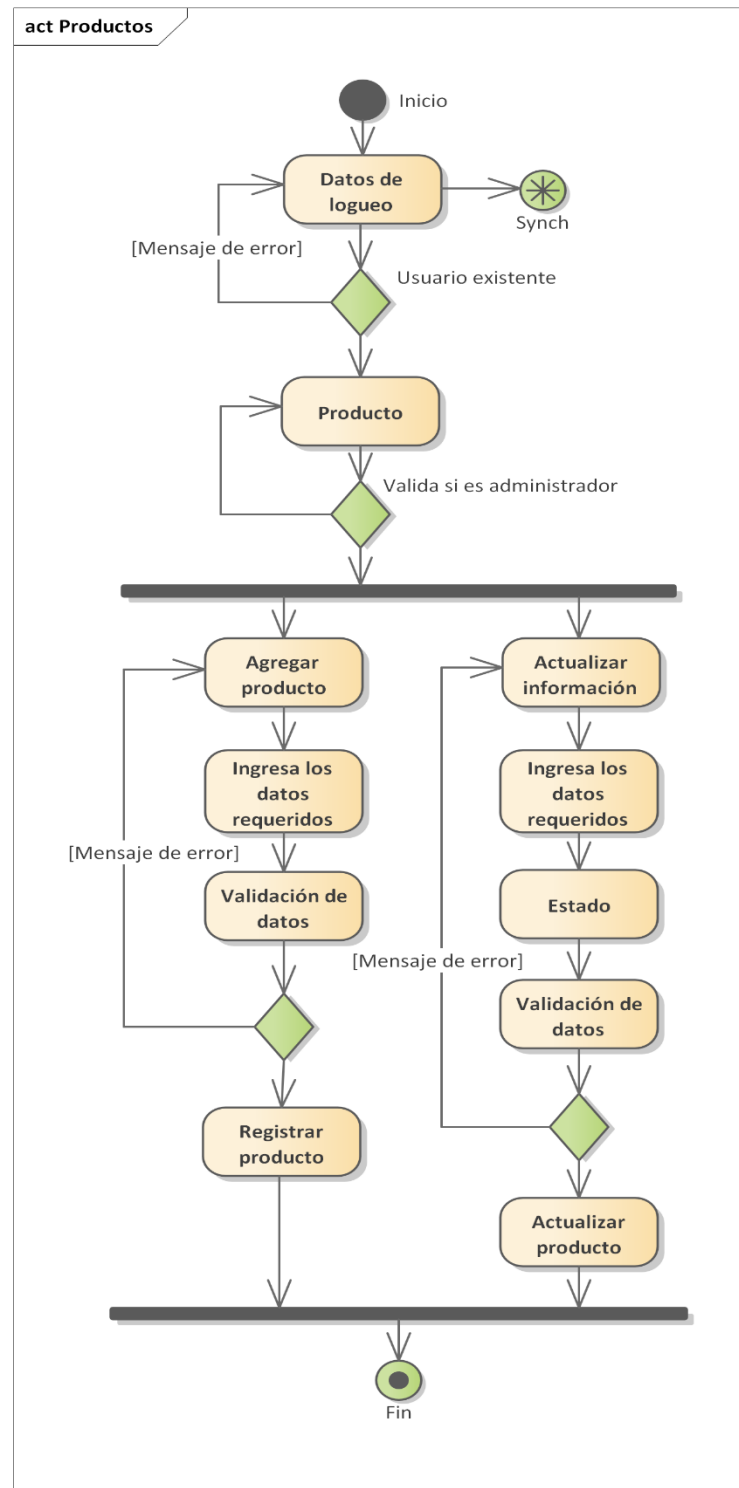 act Productos
Inicio
Datos de
logueo
Synch
[Mensaje de error]
Usuario existente
Producto
Valida si es administrador
Agregar
producto
Ingresa los
datos
requeridos
[Mensaje de error]
Validación de
datos
Registrar
producto
Actualizar
información
Ingresa los
datos
requeridos
Estado
[Mensaje de error]
Validación de
datos
Actualizar
producto
Fin